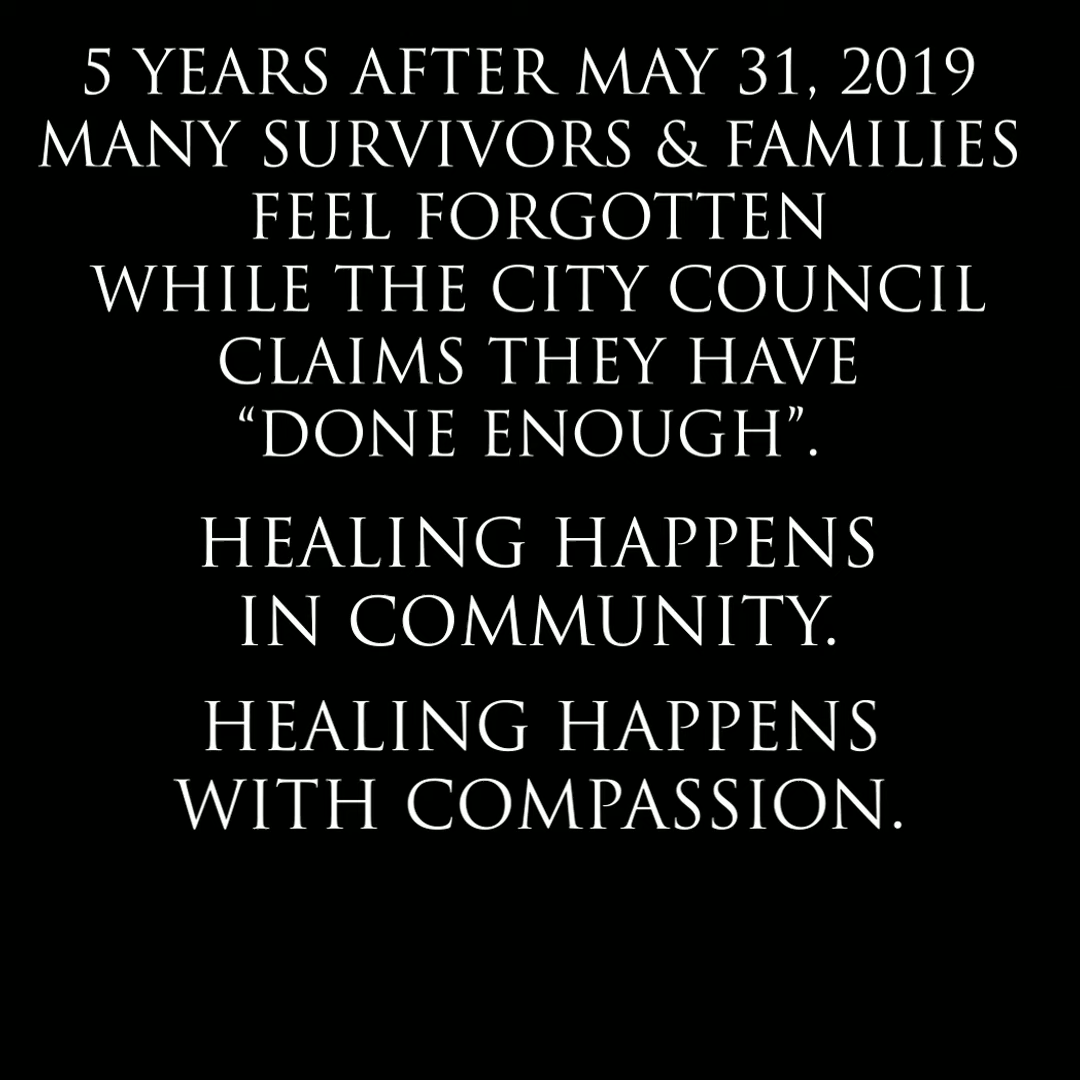 5 YEARS AFTER MAY 31, 2019
MANY SURVIVORS & FAMILIES
FEEL FORGOTTEN
WHILE THE CITY COUNCIL
CLAIMS THEY HAVE
“DONE ENOUGH”.
HEALING HAPPENS
IN COMMUNITY.
HEALING HAPPENS
WITH COMPASSION.